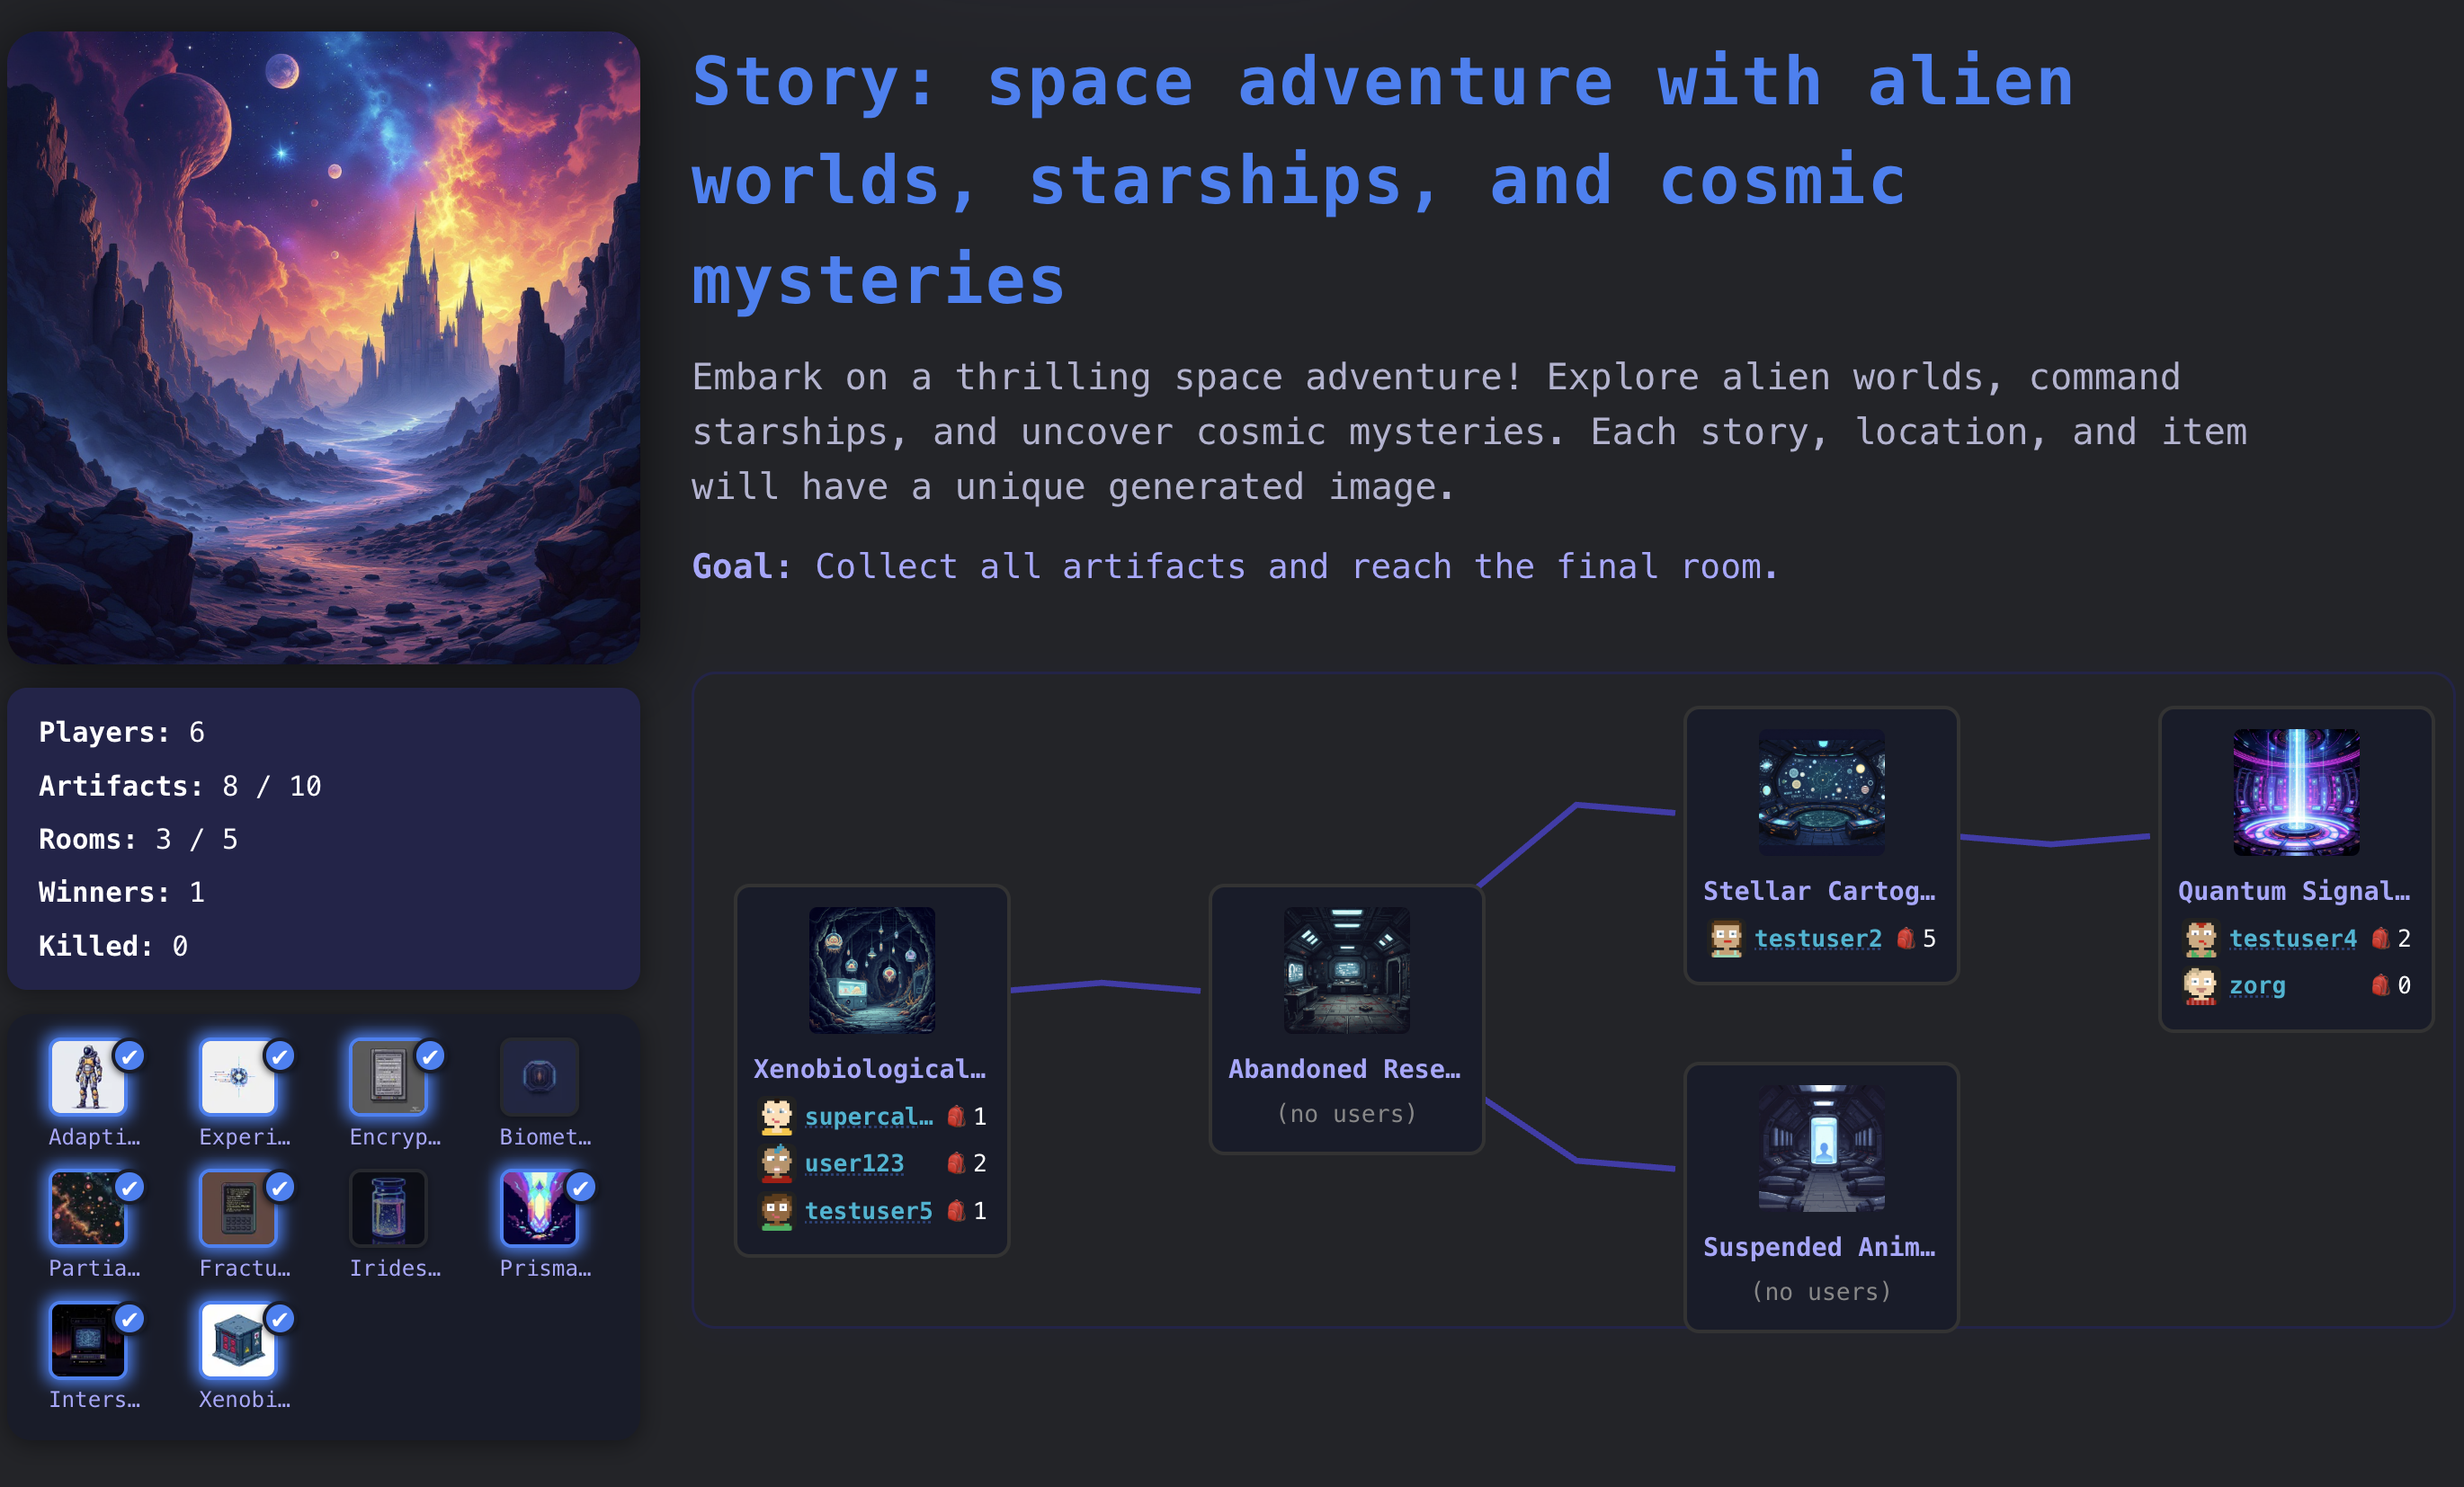 Story: space adventure with alien
worlds, starships, and cosmic
mysteries
Embark on a thrilling space adventure! Explore alien worlds, command
starships, and uncover cosmic mysteries. Each story, location, and item
will have a unique generated image.
Goal: Collect all artifacts and reach the final room.
Players: 6
Artifacts: 8 / 10
Rooms: 3 / 5
Winners: 1
Killed: 0
Adapti…
Experi…
Encryp…
Biomet…
Partia…
Fractu…
Irides…
Prisma…
Inters…
Xenobi…
Xenobiological…
supercal… 1
user123 2
testuser5 1
Abandoned Rese…
(no users)
Stellar Cartog…
testuser2 5
Suspended Anim…
(no users)
Quantum Signal…
testuser4 2
zorg 0